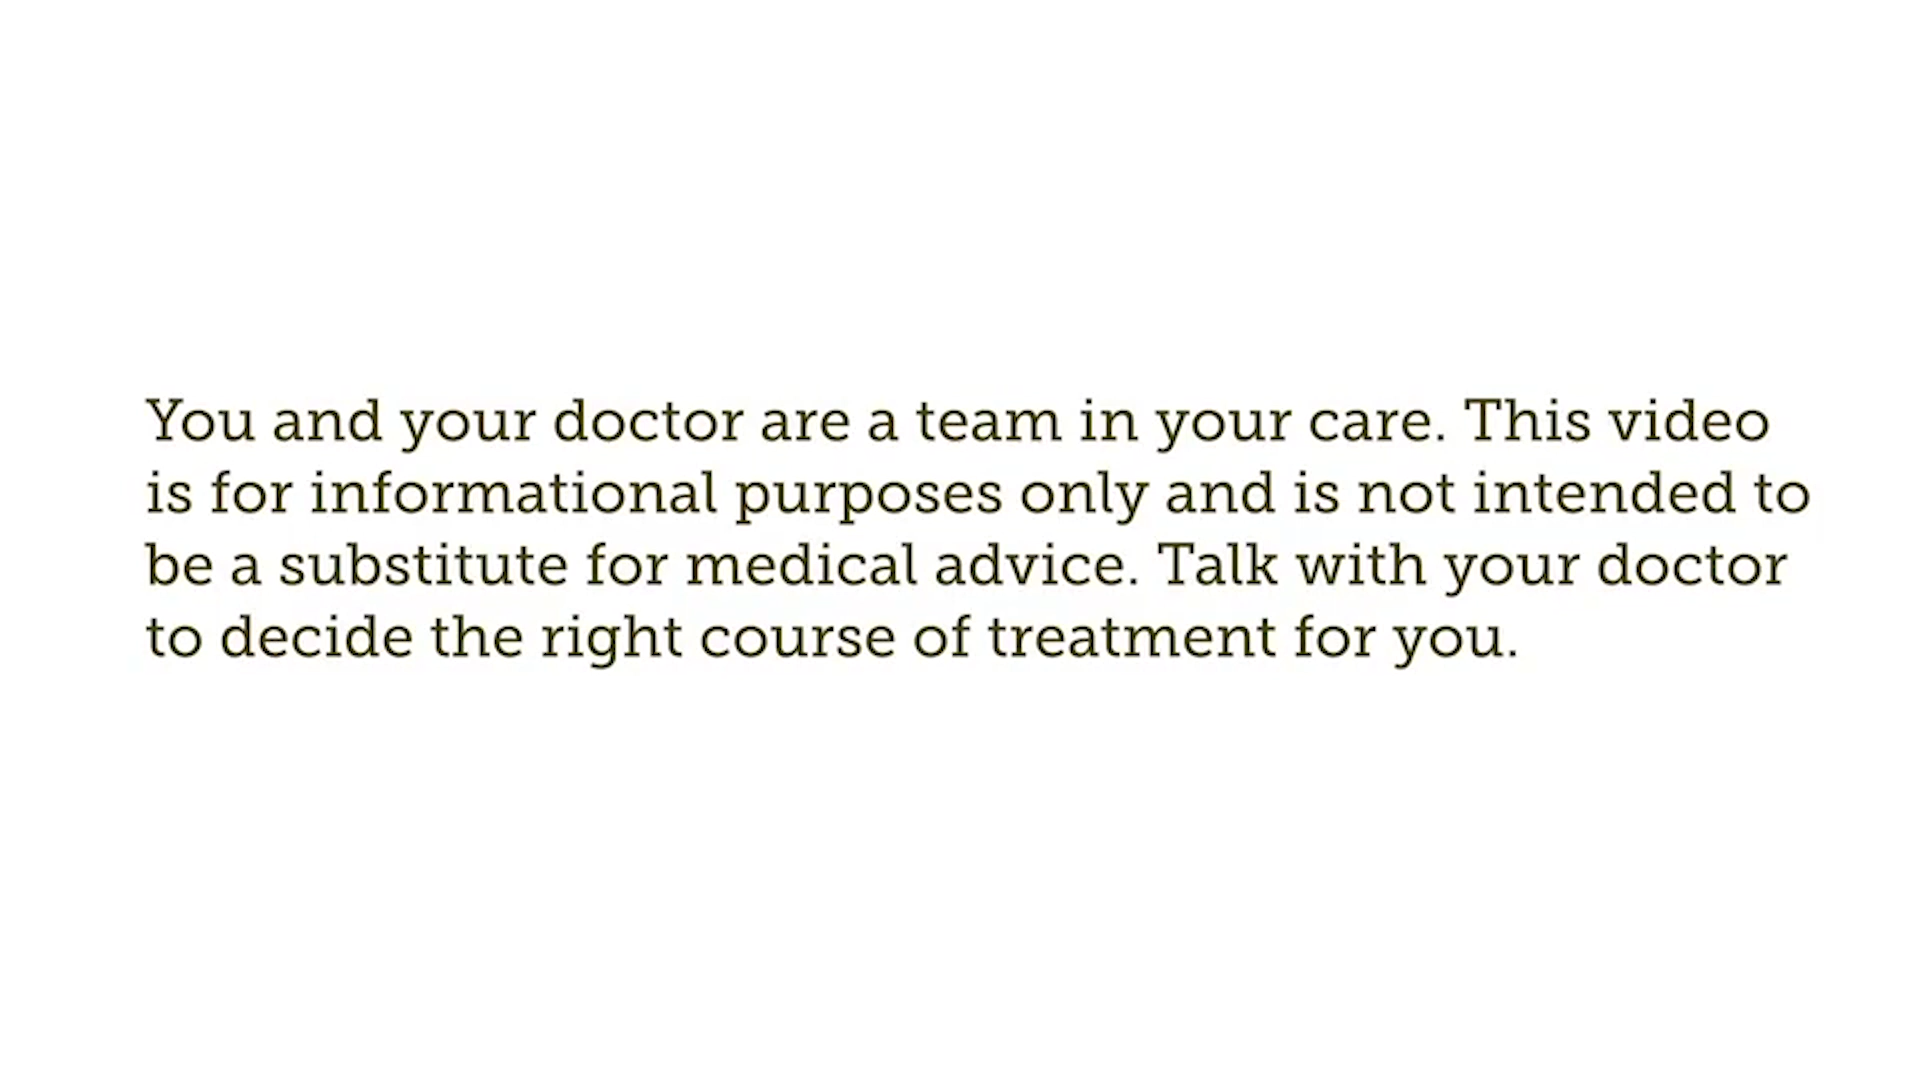 You and your doctor are a team in your care. This video
is for informational purposes only and is not intended to
be a substitute for medical advice. Talk with your doctor
to decide the right course of treatment for you.